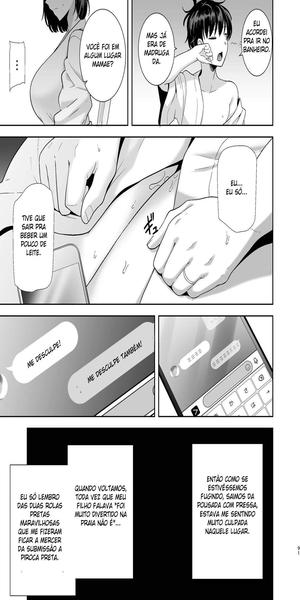 EU
ACORDEI
PRA IR NO
BANHEIRO.
MAS JÁ
ERA DE
MADRUGA
DA.
VOCÊ FOI EM
ALGUM LUGAR
MAMAE?
...
EU...
EU SÓ...
TIVE QUE
SAIR PRA
BEBER UM
POUCO DE
LEITE.
ME DESCULPE!
ME DESCULPE TAMBÉM!
ENTÃO COMO SE
ESTIVÉSSEMOS
FUGINDO, SAIMOS DA
POUSADA COM PRESSA,
ESTAVA ME SENTINDO
MUITO
CULPADA
NAQUELE
LUGAR.
QUANDO VOLTAMOS,
TODA VEZ QUE MEU
FILHO FALAVA "FOI
MUITO DIVERTIDO NA
PRAIA NÃO É"...
EU SÓ LEMBRO
DAS DUAS ROLAS
PRETAS
MARAVILHOSAS
QUE ME FIZERAM
FICAR A MERCER
DA SUBMISSÃO A
PIROCA PRETA.
91